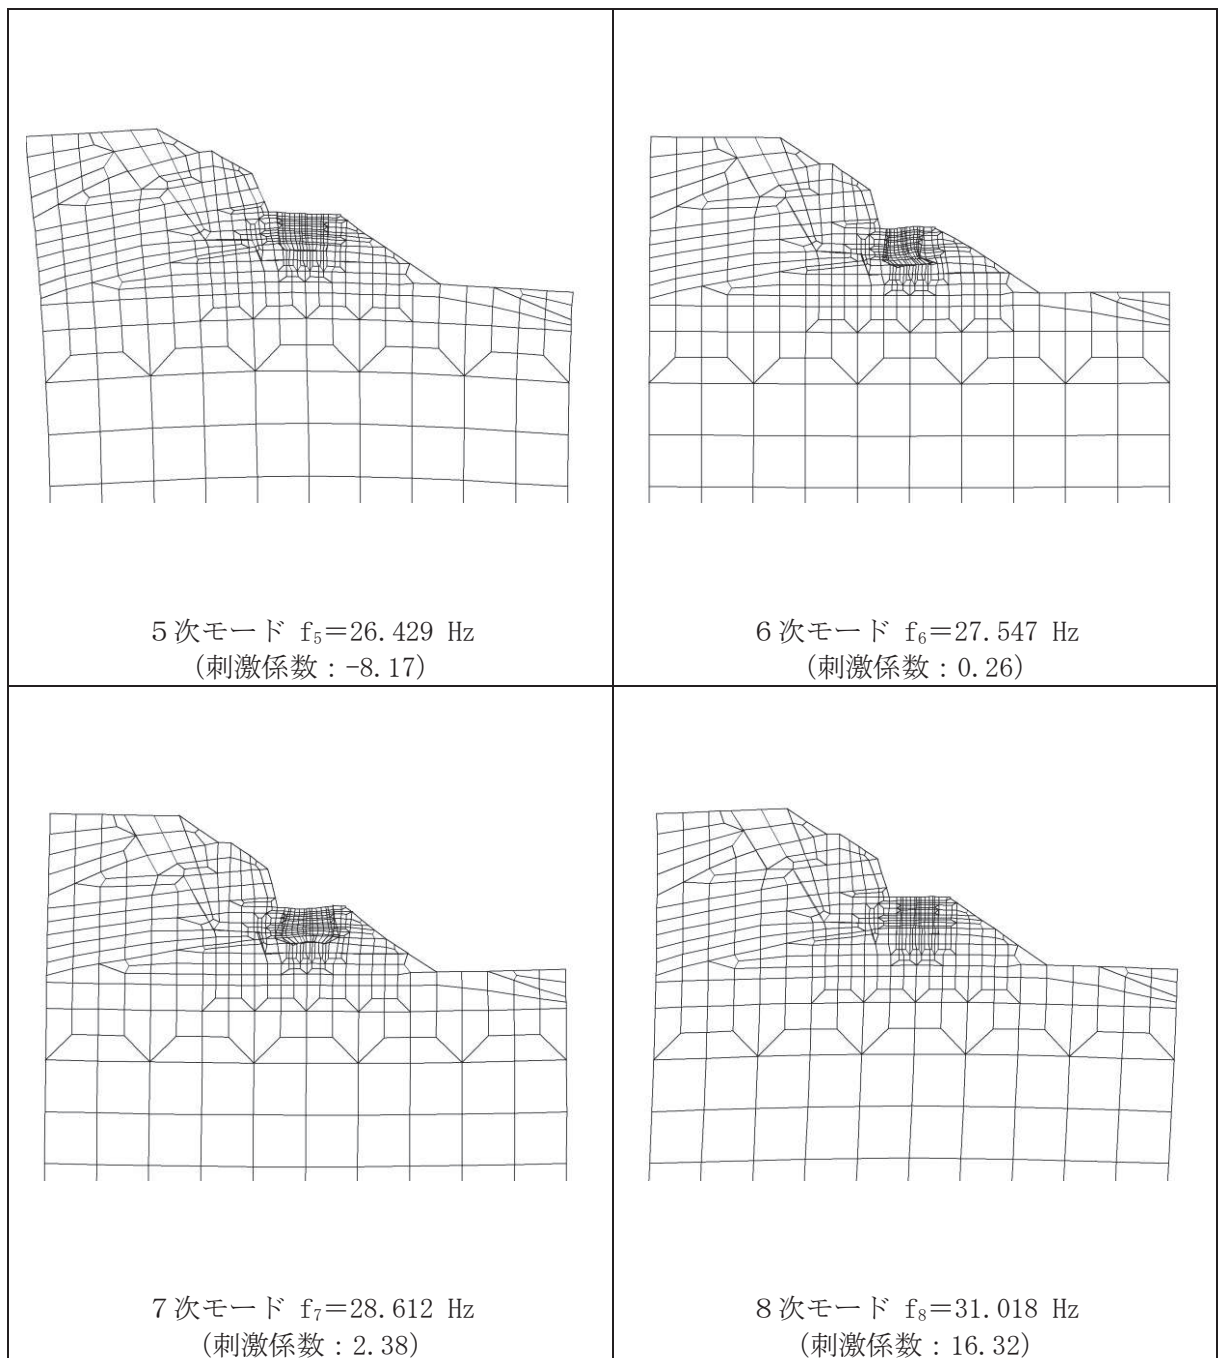 5次モード f₅=26.429 Hz
(刺激係数:-8.17)
6次モード f₆=27.547 Hz
(刺激係数:0.26)
7次モード f₇=28.612 Hz
(刺激係数:2.38)
8次モード f₈=31.018 Hz
(刺激係数:16.32)